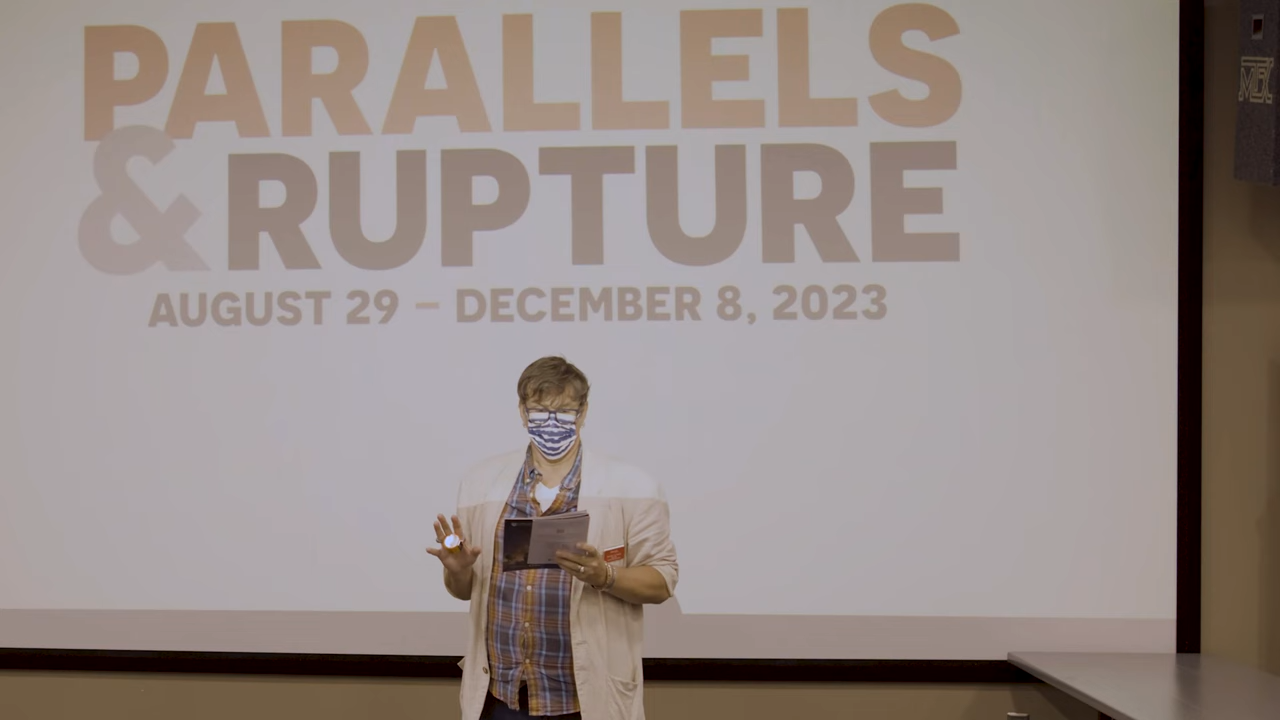 PARALLELS
& RUPTURE
AUGUST 29 – DECEMBER 8, 2023